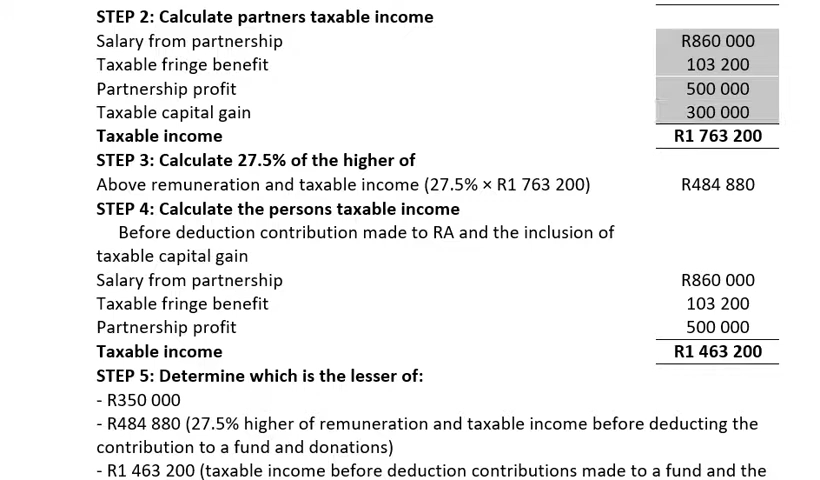 STEP 2: Calculate partners taxable income
Salary from partnership R860 000
Taxable fringe benefit 103 200
Partnership profit 500 000
Taxable capital gain 300 000
Taxable income R1 763 200
STEP 3: Calculate 27.5% of the higher of
Above remuneration and taxable income (27.5% × R1 763 200) R484 880
STEP 4: Calculate the persons taxable income
Before deduction contribution made to RA and the inclusion of
taxable capital gain
Salary from partnership R860 000
Taxable fringe benefit 103 200
Partnership profit 500 000
Taxable income R1 463 200
STEP 5: Determine which is the lesser of:
- R350 000
- R484 880 (27.5% higher of remuneration and taxable income before deducting the
contribution to a fund and donations)
- R1 463 200 (taxable income before deduction contributions made to a fund and the